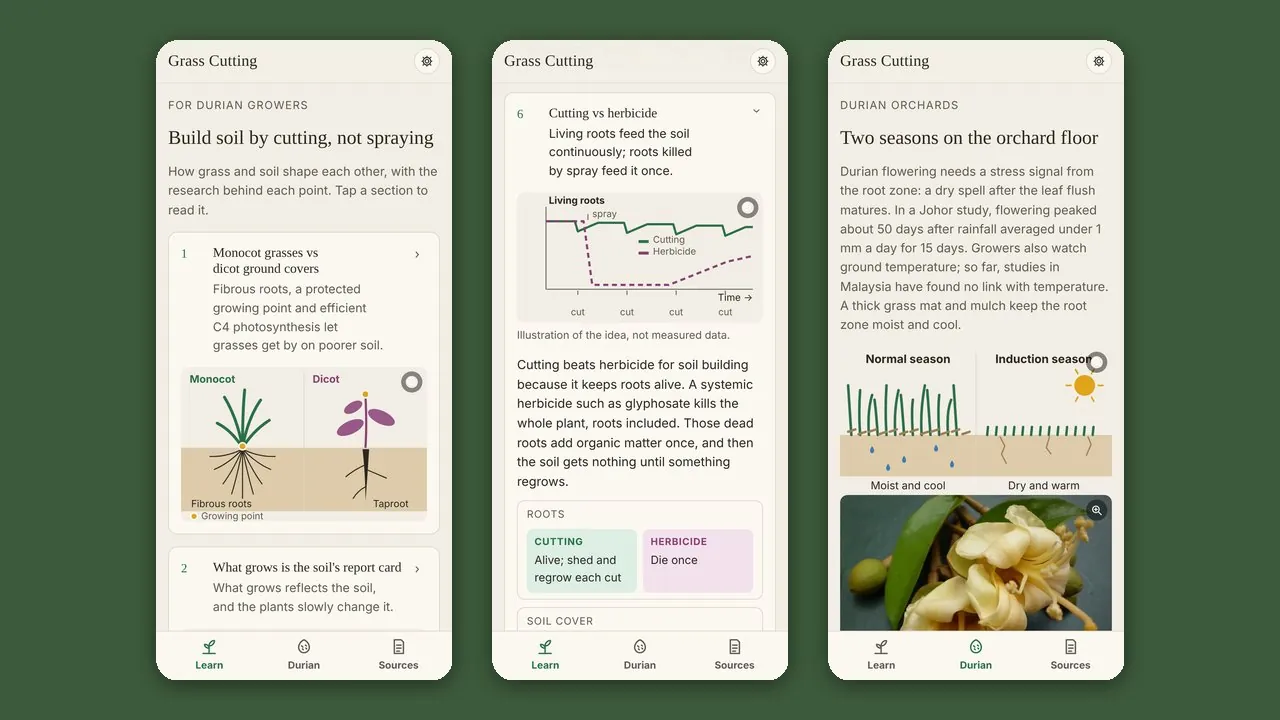 Grass Cutting
FOR DURIAN GROWERS
Build soil by cutting, not spraying
How grass and soil shape each other, with the
research behind each point. Tap a section to
read it.
1
Monocot grasses vs
dicot ground covers
Fibrous roots, a protected
growing point and efficient
C4 photosynthesis let
grasses get by on poorer soil.
Monocot
Dicot
Fibrous roots
Taproot
Growing point
2
What grows is the soil's report card
What grows reflects the soil,
and the plants slowly change it.
Learn
Durian
Sources
Grass Cutting
6
Cutting vs herbicide
Living roots feed the soil
continuously; roots killed
by spray feed it once.
Living roots
spray
Cutting
Herbicide
Time →
cut
cut
cut
cut
Illustration of the idea, not measured data.
Cutting beats herbicide for soil building
because it keeps roots alive. A systemic
herbicide such as glyphosate kills the
whole plant, roots included. Those dead
roots add organic matter once, and then
the soil gets nothing until something
regrows.
ROOTS
CUTTING
Alive; shed and
regrow each cut
HERBICIDE
Die once
SOIL COVER
Learn
Durian
Sources
Grass Cutting
DURIAN ORCHARDS
Two seasons on the orchard floor
Durian flowering needs a stress signal from
the root zone: a dry spell after the leaf flush
matures. In a Johor study, flowering peaked
about 50 days after rainfall averaged under 1
mm a day for 15 days. Growers also watch
ground temperature; so far, studies in
Malaysia have found no link with temperature.
A thick grass mat and mulch keep the root
zone moist and cool.
Normal season
Induction season
Moist and cool
Dry and warm
Learn
Durian
Sources